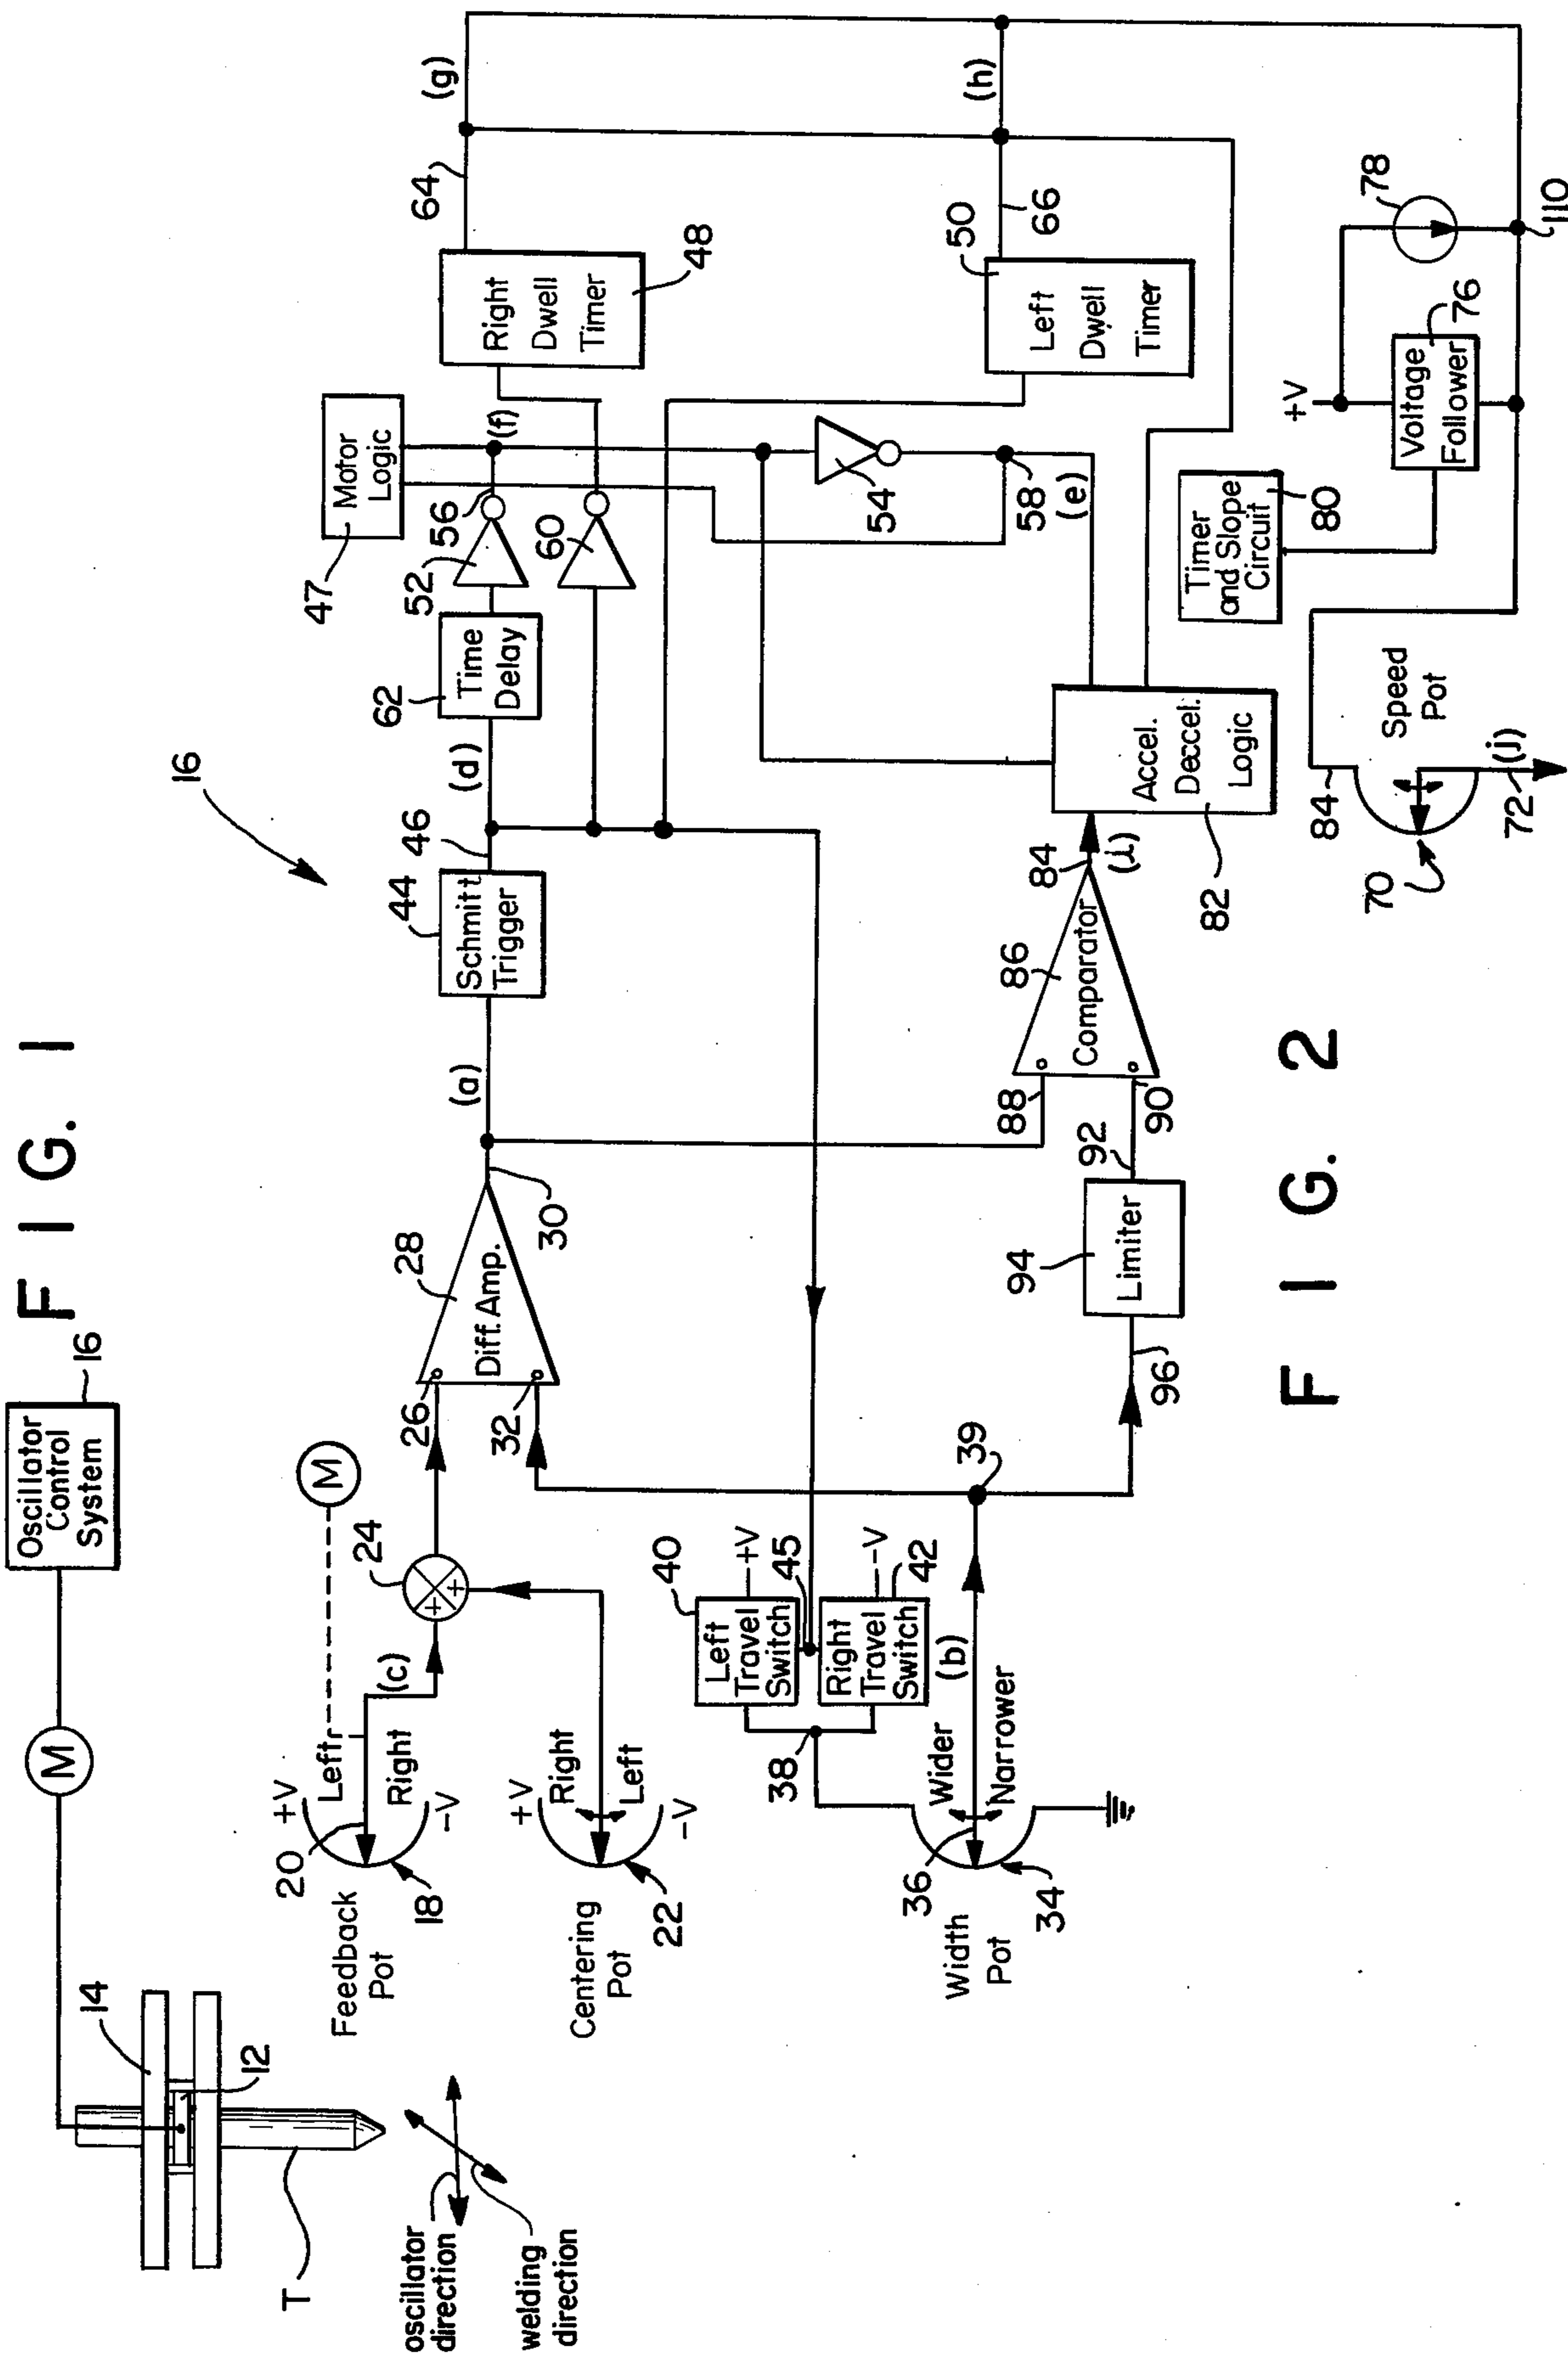 FIG. 1
Oscillator
Control
System
16
M
14
12
T
oscillator
direction
welding
direction
16
Feedback
Pot
18
20
+V
-V
Left
Right
(c)
M
24
+
+
Centering
Pot
22
+V
-V
Right
Left
26
32
28
Diff. Amp.
30
(a)
44
Schmitt
Trigger
46
(d)
62
Time
Delay
52
56
(f)
60
47
Motor
Logic
Right
Dwell
Timer
48
64
(g)
Left
Dwell
Timer
50
66
(h)
54
58
(e)
Width
Pot
34
36
Wider
Narrower
(b)
38
40
Left
Travel
Switch
+V
45
Right
Travel
Switch
-V
42
39
96
94
Limiter
92
90
88
86
Comparator
84
(i)
82
Accel.
Deccel.
Logic
Timer
and Slope
Circuit
80
Voltage
Follower
76
+V
78
110
Speed
Pot
84
70
72
(j)
FIG. 2